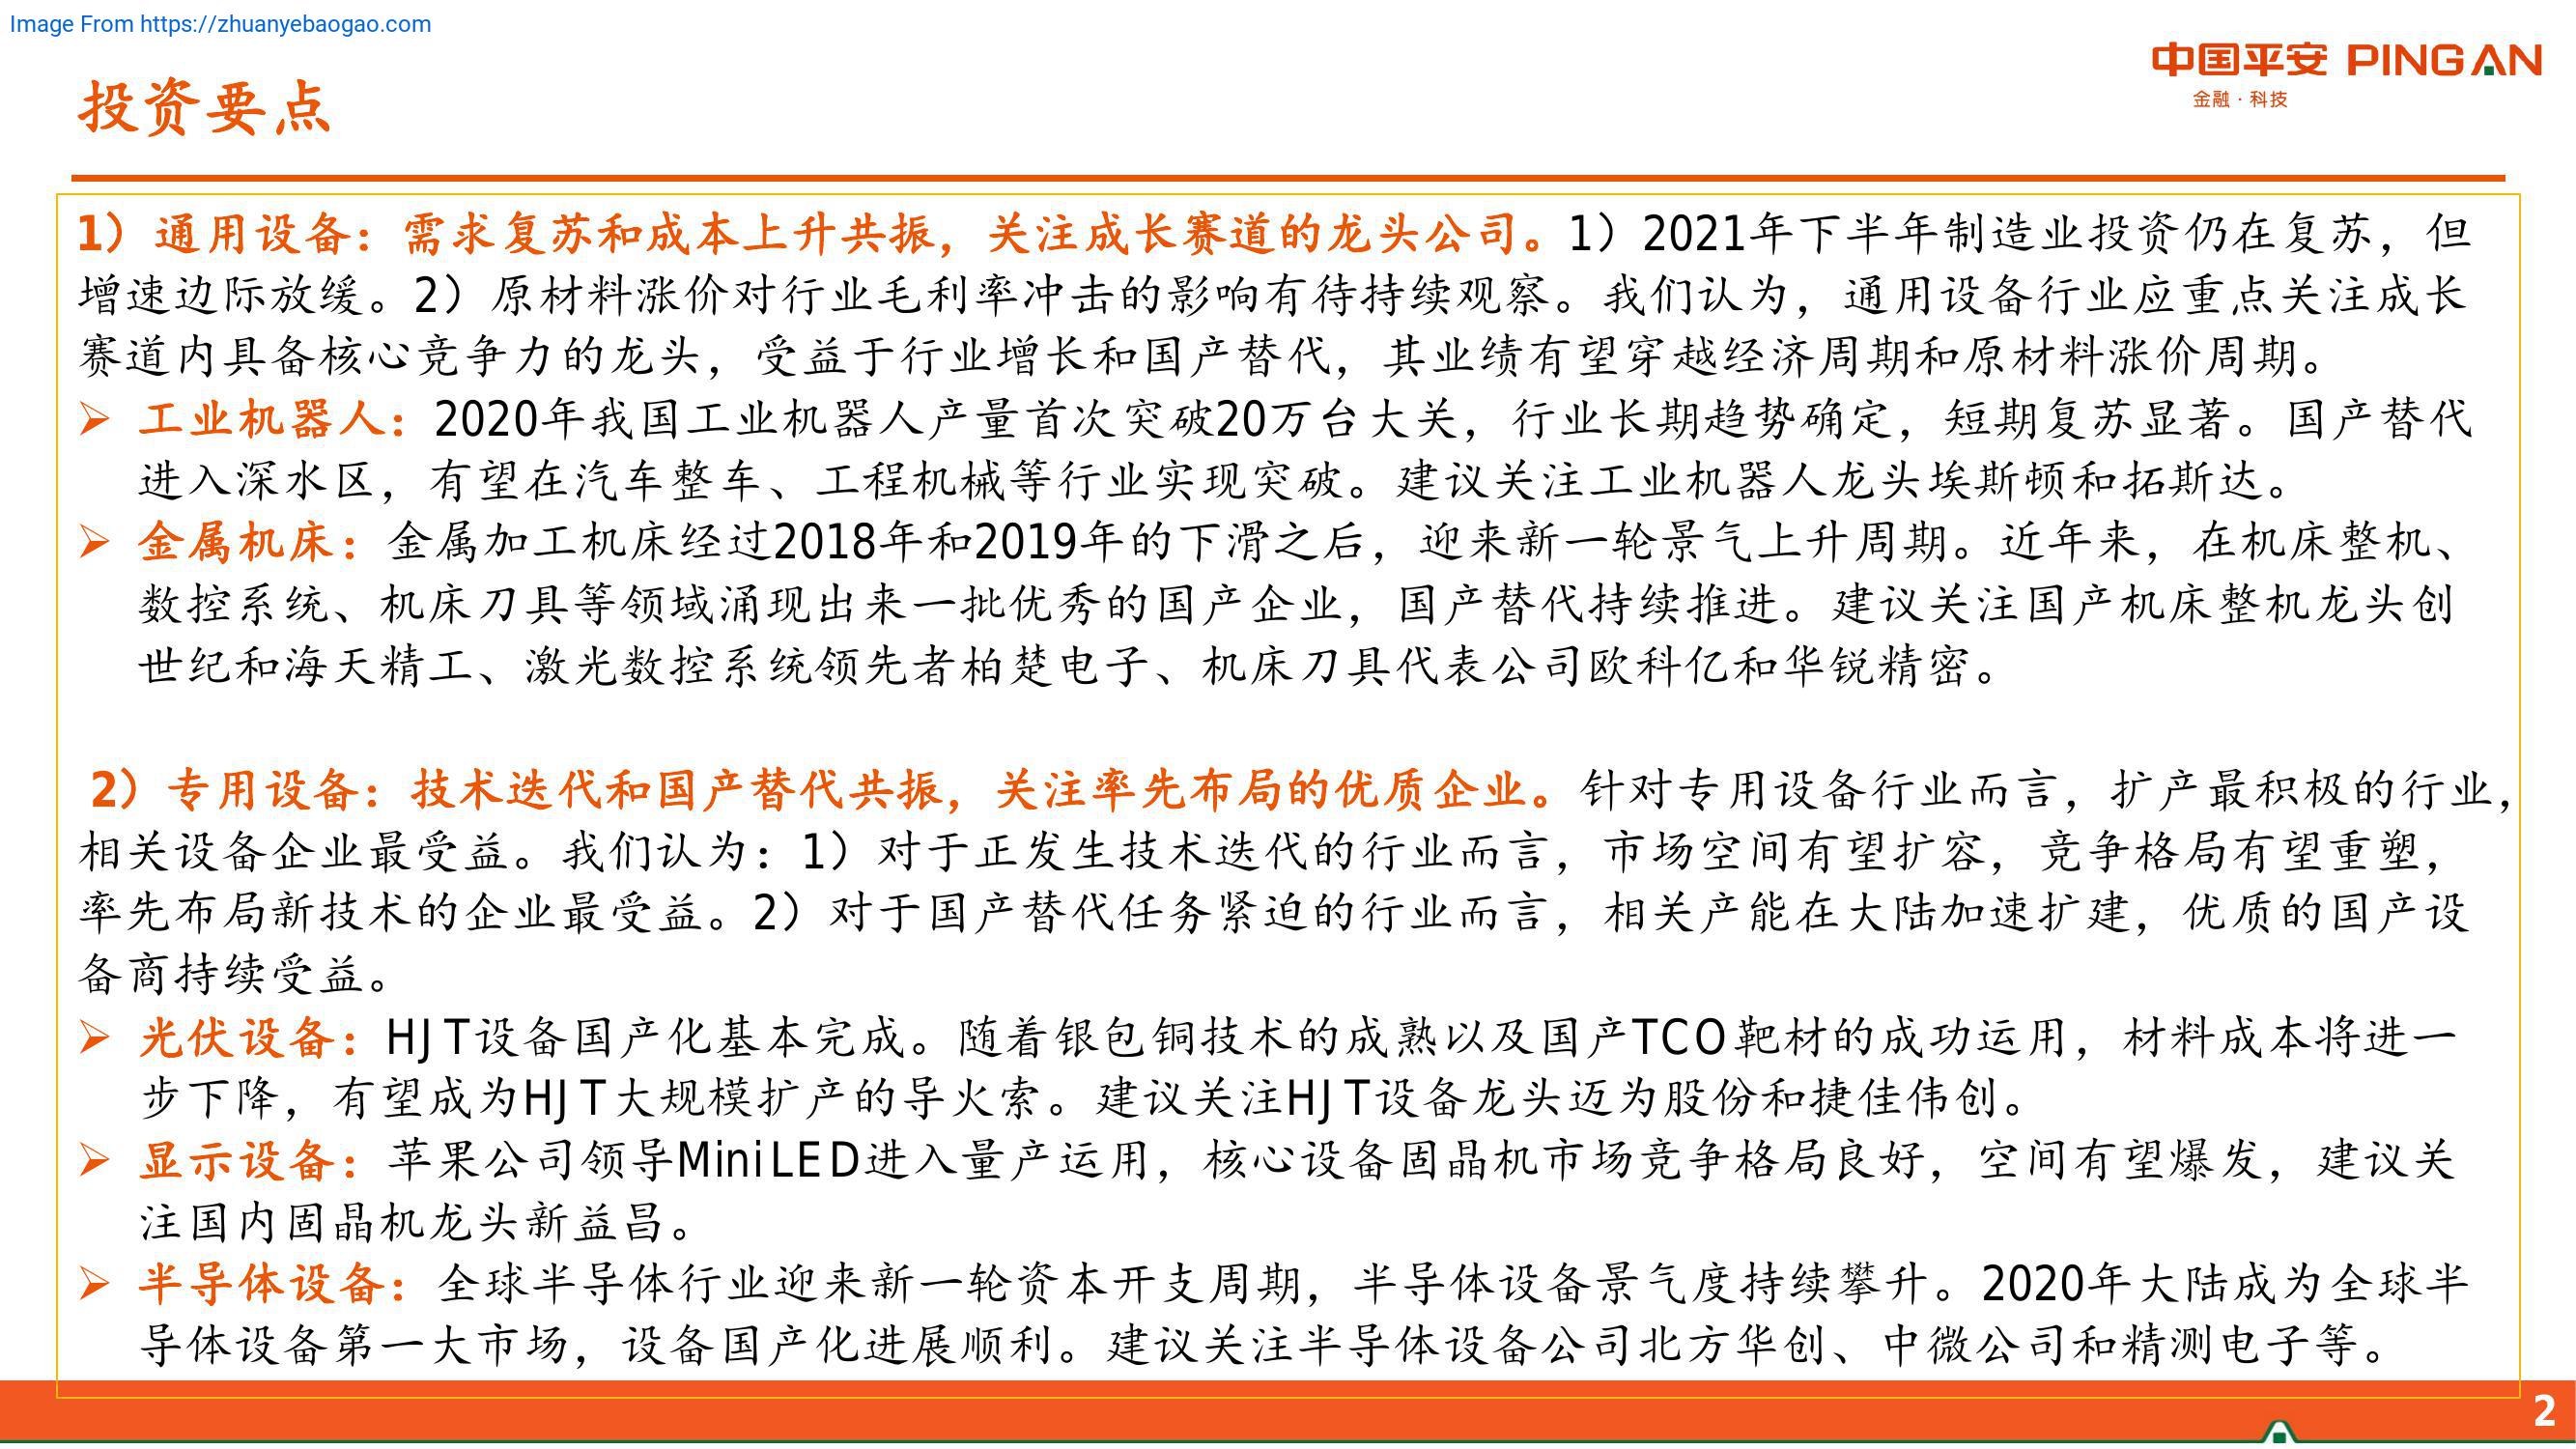 Image From https://zhuanyebaogao.com
中国平安 PINGAN
金融·科技
投资要点
1）通用设备：需求复苏和成本上升共振，关注成长赛道的龙头公司。1）2021年下半年制造业投资仍在复苏，但
增速边际放缓。2）原材料涨价对行业毛利率冲击的影响有待持续观察。我们认为，通用设备行业应重点关注成长
赛道内具备核心竞争力的龙头，受益于行业增长和国产替代，其业绩有望穿越经济周期和原材料涨价周期。
➢ 工业机器人：2020年我国工业机器人产量首次突破20万台大关，行业长期趋势确定，短期复苏显著。国产替代
进入深水区，有望在汽车整车、工程机械等行业实现突破。建议关注工业机器人龙头埃斯顿和拓斯达。
➢ 金属机床：金属加工机床经过2018年和2019年的下滑之后，迎来新一轮景气上升周期。近年来，在机床整机、
数控系统、机床刀具等领域涌现出来一批优秀的国产企业，国产替代持续推进。建议关注国产机床整机龙头创
世纪和海天精工、激光数控系统领先者柏楚电子、机床刀具代表公司欧科亿和华锐精密。
2）专用设备：技术迭代和国产替代共振，关注率先布局的优质企业。针对专用设备行业而言，扩产最积极的行业，
相关设备企业最受益。我们认为：1）对于正发生技术迭代的行业而言，市场空间有望扩容，竞争格局有望重塑，
率先布局新技术的企业最受益。2）对于国产替代任务紧迫的行业而言，相关产能在大陆加速扩建，优质的国产设
备商持续受益。
➢ 光伏设备：HJT设备国产化基本完成。随着银包铜技术的成熟以及国产TCO靶材的成功运用，材料成本将进一
步下降，有望成为HJT大规模扩产的导火索。建议关注HJT设备龙头迈为股份和捷佳伟创。
➢ 显示设备：苹果公司领导MiniLED进入量产运用，核心设备固晶机市场竞争格局良好，空间有望爆发，建议关
注国内固晶机龙头新益昌。
➢ 半导体设备：全球半导体行业迎来新一轮资本开支周期，半导体设备景气度持续攀升。2020年大陆成为全球半
导体设备第一大市场，设备国产化进展顺利。建议关注半导体设备公司北方华创、中微公司和精测电子等。
2